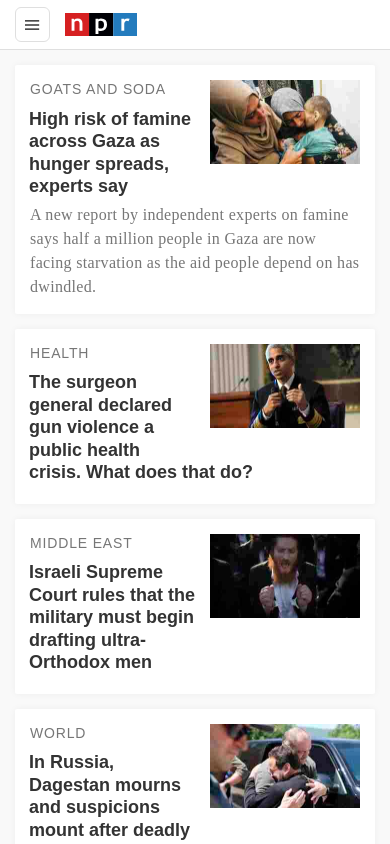 npr
GOATS AND SODA
High risk of famine
across Gaza as
hunger spreads,
experts say
A new report by independent experts on famine
says half a million people in Gaza are now
facing starvation as the aid people depend on has
dwindled.
HEALTH
The surgeon
general declared
gun violence a
public health
crisis. What does that do?
MIDDLE EAST
Israeli Supreme
Court rules that the
military must begin
drafting ultra-
Orthodox men
WORLD
In Russia,
Dagestan mourns
and suspicions
mount after deadly